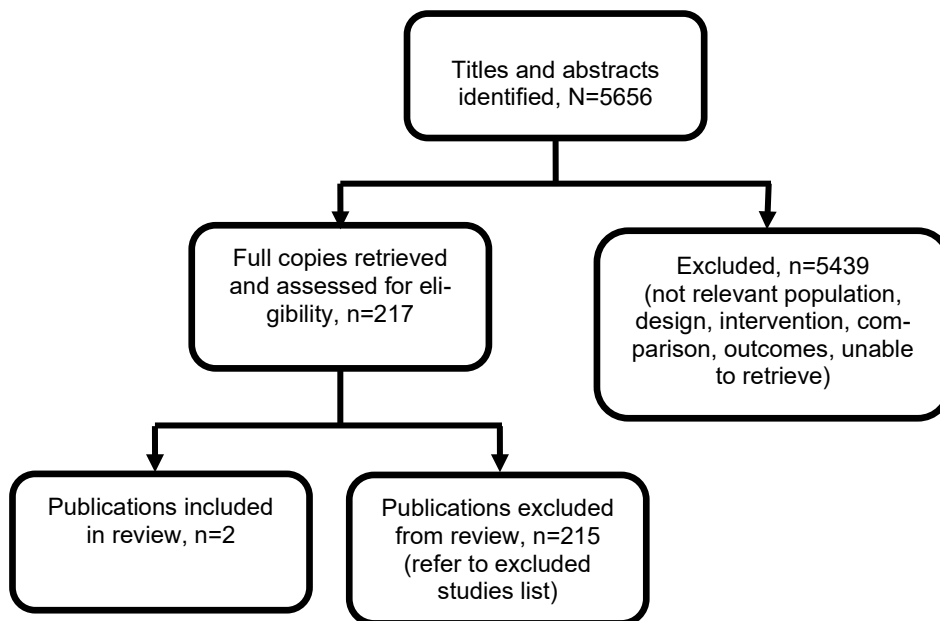 Titles and abstracts
identified, N=5656
Full copies retrieved
and assessed for eli-
gibility, n=217
Excluded, n=5439
(not relevant population,
design, intervention, com-
parison, outcomes, unable
to retrieve)
Publications included
in review, n=2
Publications excluded
from review, n=215
(refer to excluded
studies list)